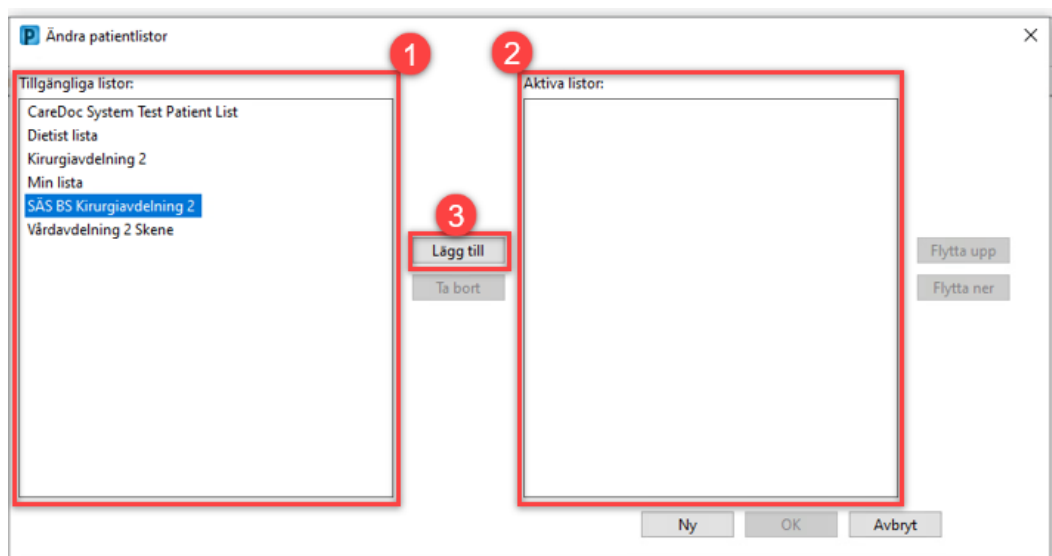 P Ändra patientlistor
1
2
Tillgängliga listor:
Aktiva listor:
CareDoc System Test Patient List
Dietist lista
Kirurgiavdelning 2
Min lista
SÄS BS Kirurgiavdelning 2
Vårdavdelning 2 Skene
3
Lägg till
Ta bort
Flytta upp
Flytta ner
Ny
OK
Avbryt